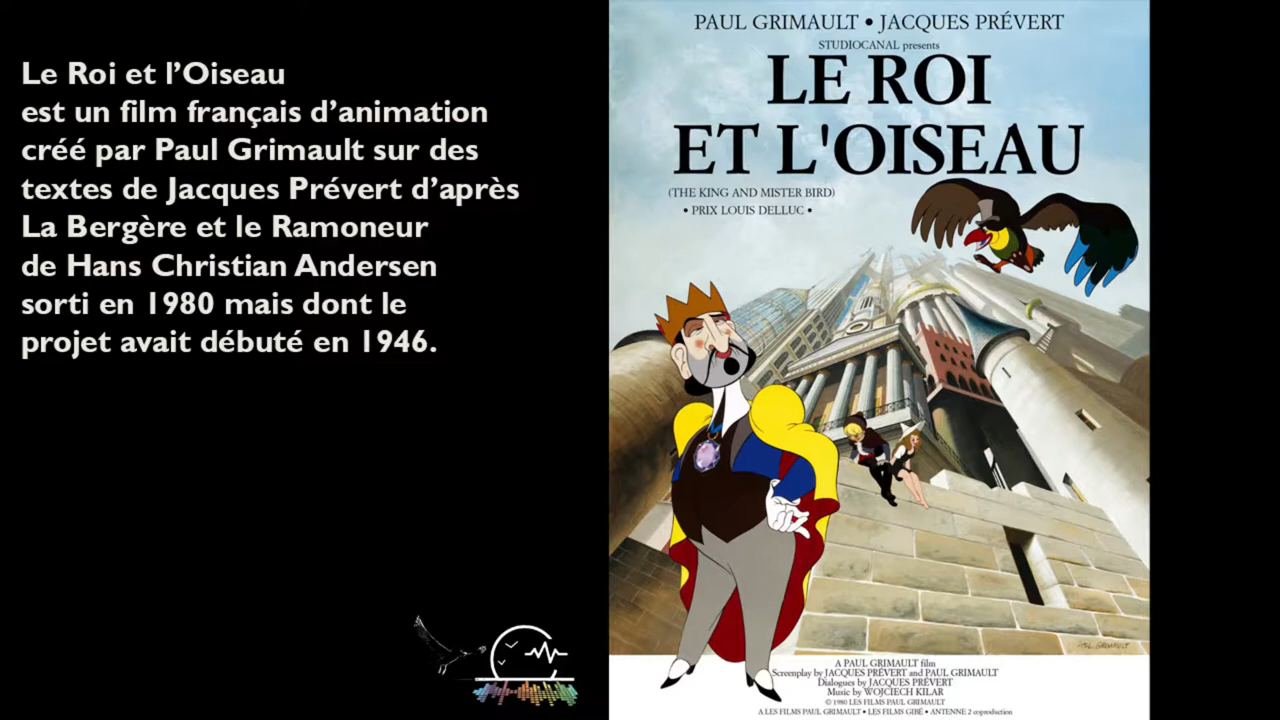 Le Roi et l’Oiseau
est un film français d’animation
créé par Paul Grimault sur des
textes de Jacques Prévert d’après
La Bergère et le Ramoneur
de Hans Christian Andersen
sorti en 1980 mais dont le
projet avait débuté en 1946.
PAUL GRIMAULT • JACQUES PRÉVERT
STUDIOCANAL presents
LE ROI
ET L'OISEAU
(THE KING AND MISTER BIRD)
• PRIX LOUIS DELLUC •
PAUL GRIMAULT
A PAUL GRIMAULT film
Screenplay by JACQUES PRÉVERT and PAUL GRIMAULT
Dialogues by JACQUES PRÉVERT
Music by WOJCIECH KILAR
© 1980 LES FILMS PAUL GRIMAULT
A LES FILMS PAUL GRIMAULT • LES FILMS GIBÉ • ANTENNE 2 coproduction